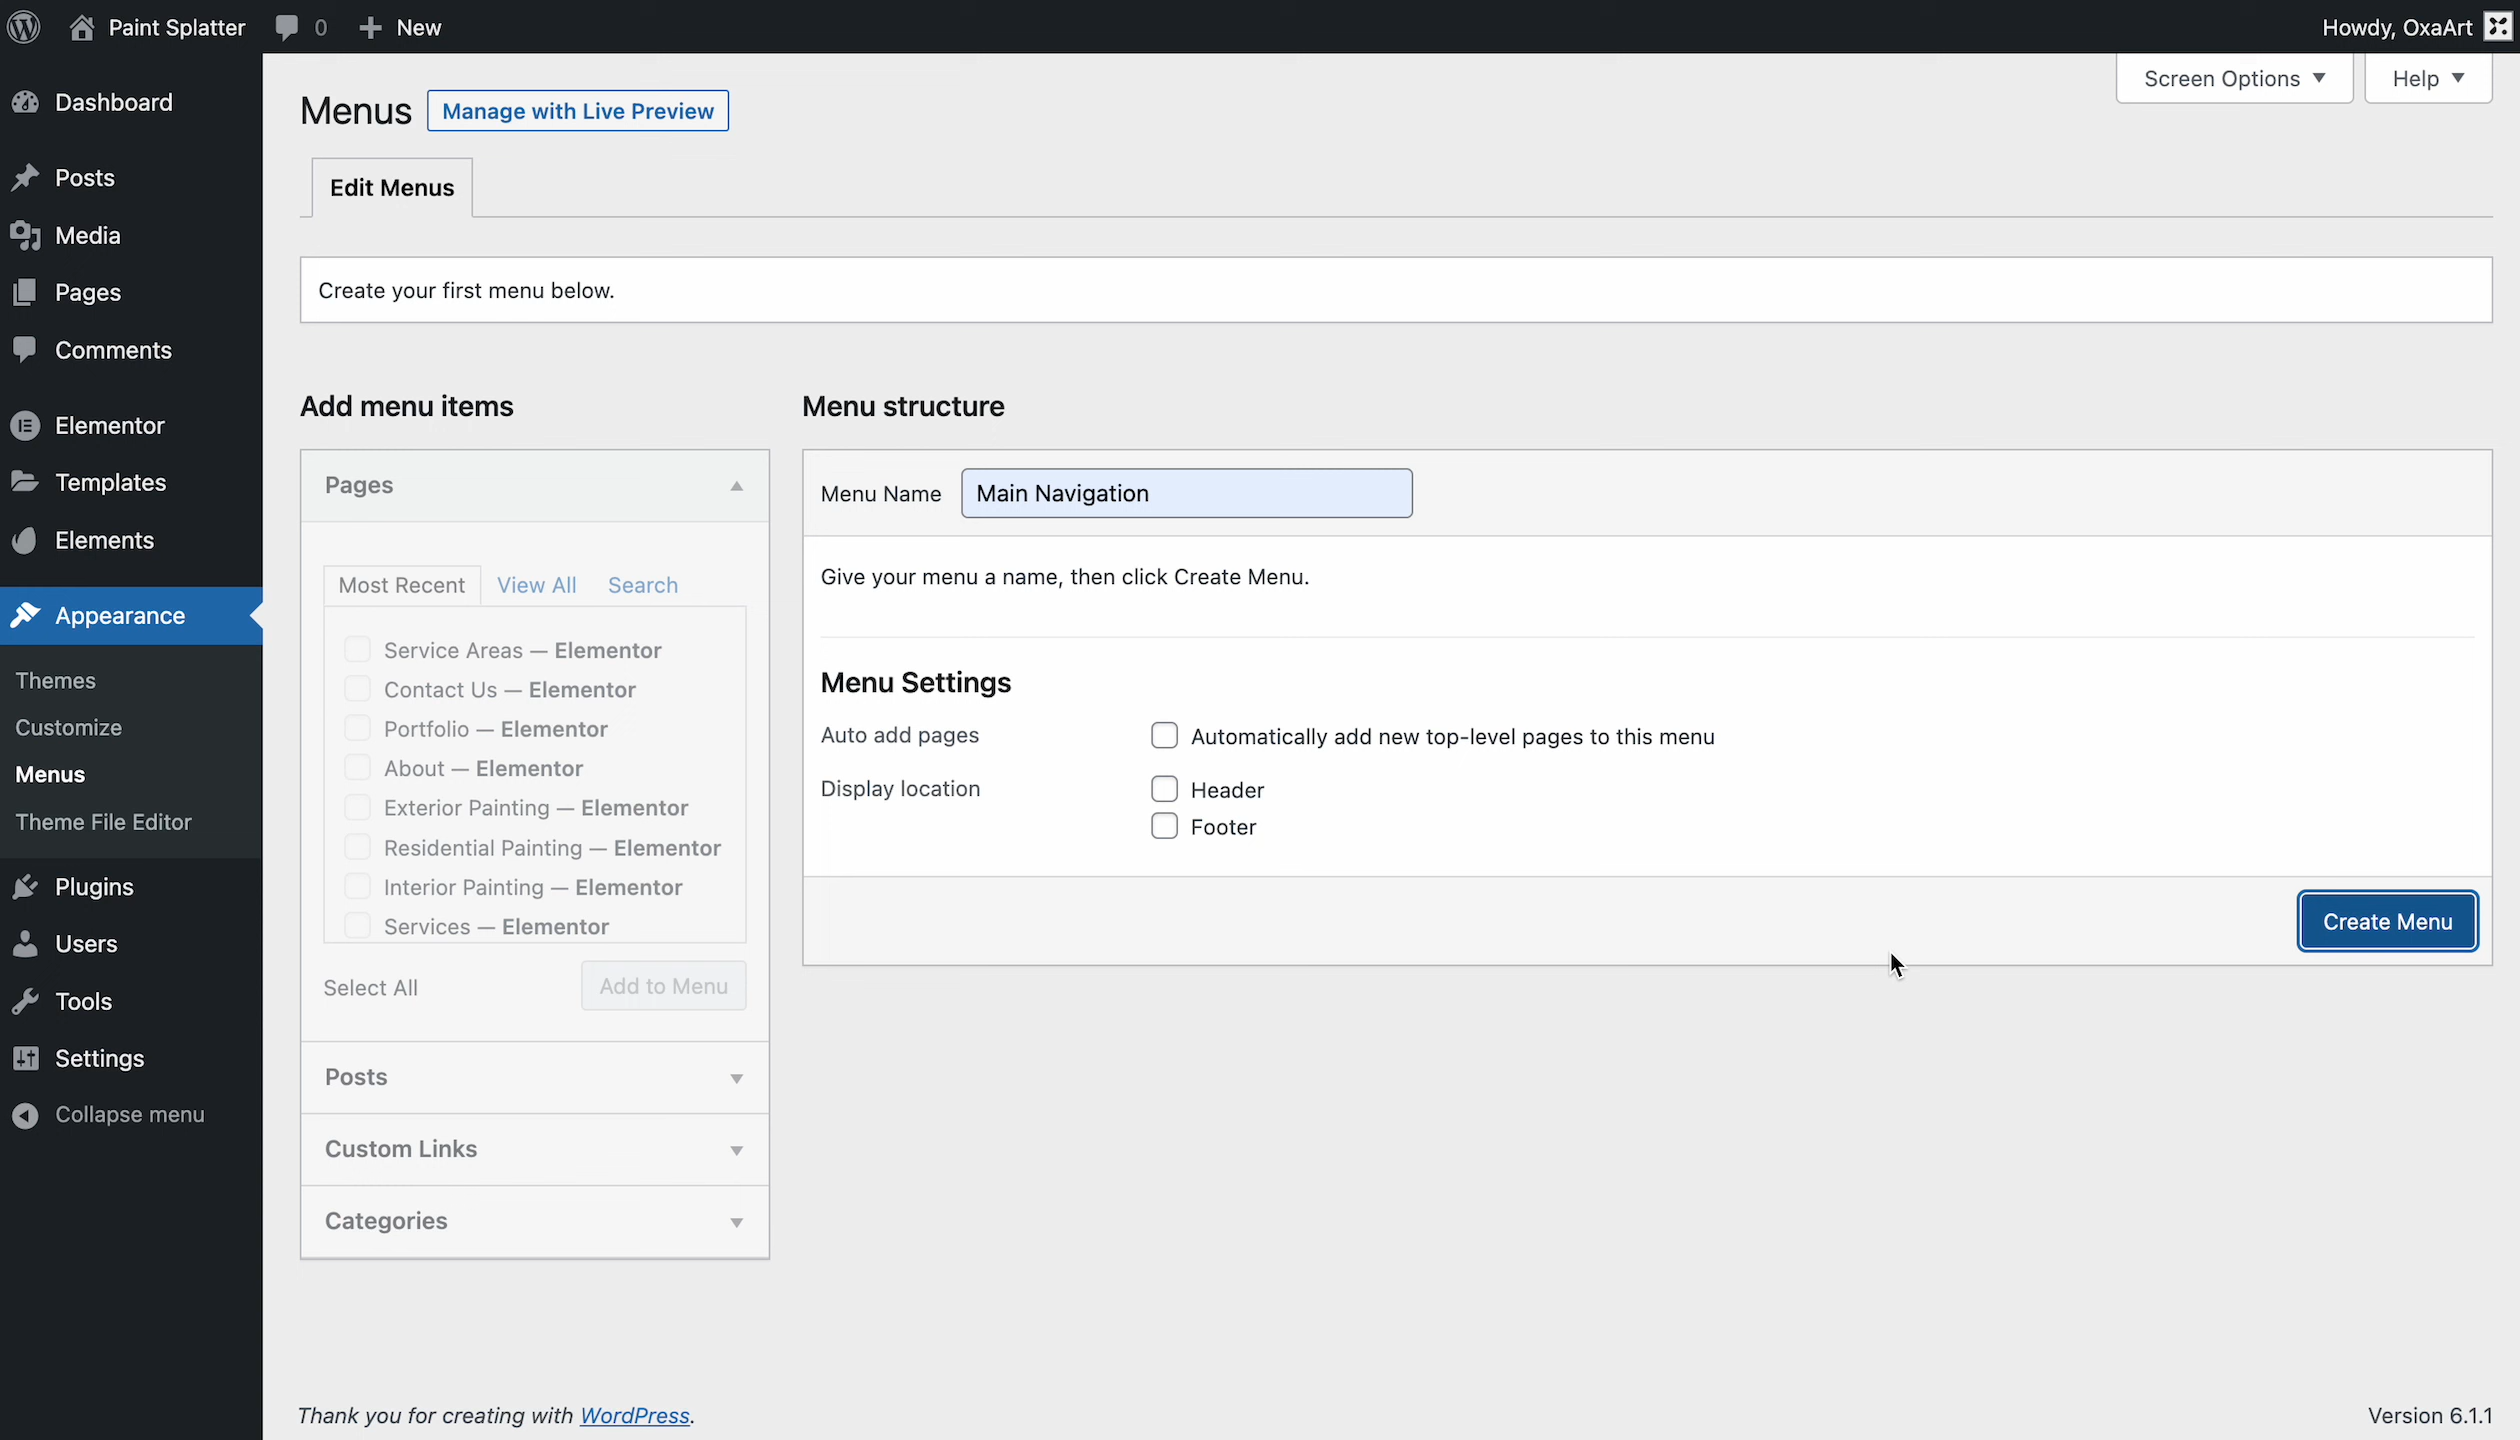 Paint Splatter
0
New
Howdy, OxaArt
Screen Options
Help
Dashboard
Posts
Media
Pages
Comments
Elementor
Templates
Elements
Appearance
Themes
Customize
Menus
Theme File Editor
Plugins
Users
Tools
Settings
Collapse menu
Menus
Manage with Live Preview
Edit Menus
Create your first menu below.
Add menu items
Pages
Most Recent
View All
Search
Service Areas — Elementor
Contact Us — Elementor
Portfolio — Elementor
About — Elementor
Exterior Painting — Elementor
Residential Painting — Elementor
Interior Painting — Elementor
Services — Elementor
Select All
Add to Menu
Posts
Custom Links
Categories
Menu structure
Menu Name
Main Navigation
Give your menu a name, then click Create Menu.
Menu Settings
Auto add pages
Automatically add new top-level pages to this menu
Display location
Header
Footer
Create Menu
Thank you for creating with WordPress.
Version 6.1.1